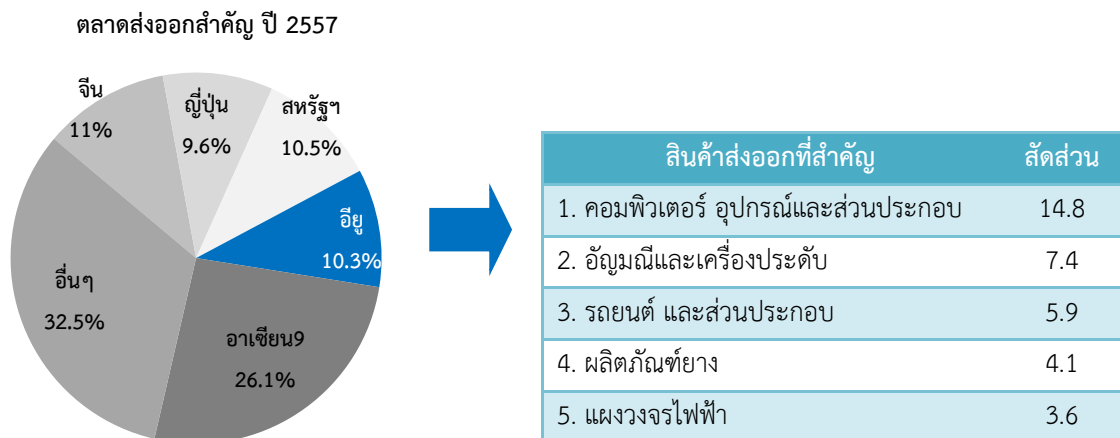 ตลาดส่งออกสำคัญ ปี 2557
จีน
11%
ญี่ปุ่น
9.6%
สหรัฐฯ
10.5%
อียู
10.3%
อาเซียน9
26.1%
อื่นๆ
32.5%
สินค้าส่งออกที่สำคัญ สัดส่วน
1. คอมพิวเตอร์ อุปกรณ์และส่วนประกอบ 14.8
2. อัญมณีและเครื่องประดับ 7.4
3. รถยนต์ และส่วนประกอบ 5.9
4. ผลิตภัณฑ์ยาง 4.1
5. แผงวงจรไฟฟ้า 3.6